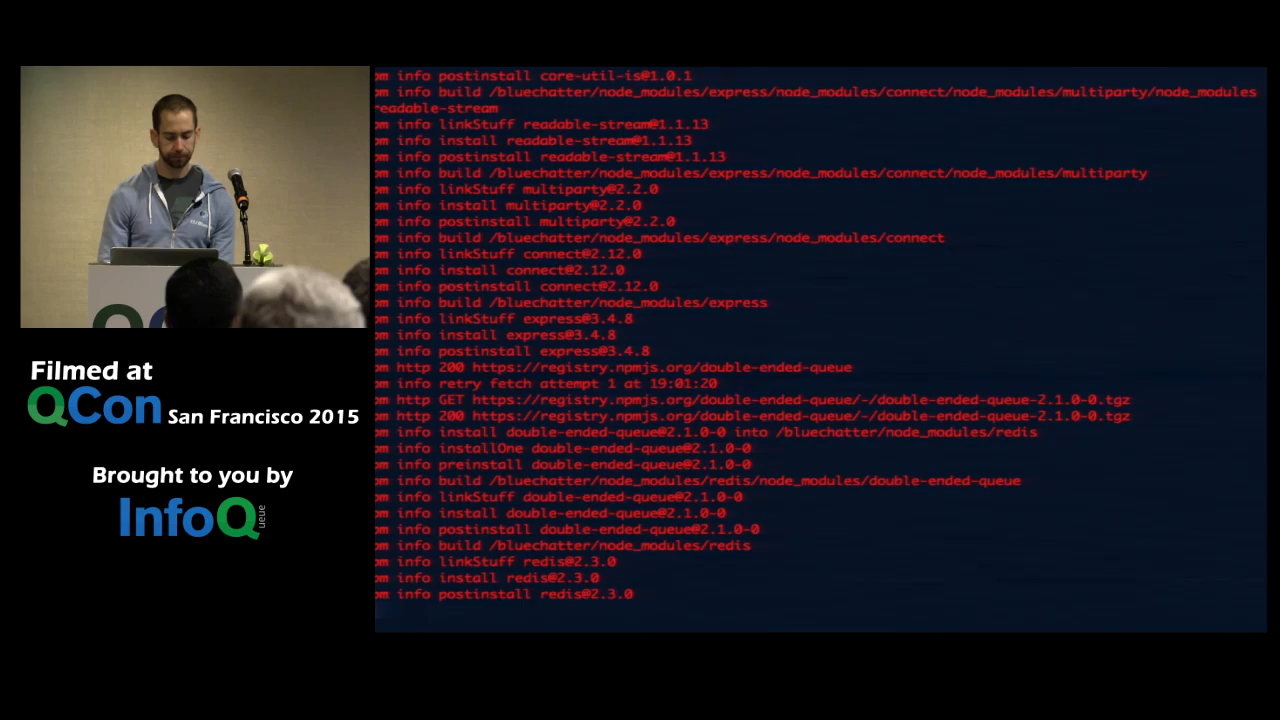 om info postinstall core-util-is@1.0.1
om info build /bluechatter/node_modules/express/node_modules/connect/node_modules/multiparty/node_modules
readable-stream
om info linkStuff readable-stream@1.1.13
om info install readable-stream@1.1.13
om info postinstall readable-stream@1.1.13
om info build /bluechatter/node_modules/express/node_modules/connect/node_modules/multiparty
om info linkStuff multiparty@2.2.0
om info install multiparty@2.2.0
om info postinstall multiparty@2.2.0
om info build /bluechatter/node_modules/express/node_modules/connect
om info linkStuff connect@2.12.0
om info install connect@2.12.0
om info postinstall connect@2.12.0
om info build /bluechatter/node_modules/express
om info linkStuff express@3.4.8
om info install express@3.4.8
om info postinstall express@3.4.8
om http 200 https://registry.npmjs.org/double-ended-queue
om info retry fetch attempt 1 at 19:01:20
om http GET https://registry.npmjs.org/double-ended-queue/-/double-ended-queue-2.1.0-0.tgz
om http 200 https://registry.npmjs.org/double-ended-queue/-/double-ended-queue-2.1.0-0.tgz
om info install double-ended-queue@2.1.0-0 into /bluechatter/node_modules/redis
om info installOne double-ended-queue@2.1.0-0
om info preinstall double-ended-queue@2.1.0-0
om info build /bluechatter/node_modules/redis/node_modules/double-ended-queue
om info linkStuff double-ended-queue@2.1.0-0
om info install double-ended-queue@2.1.0-0
om info postinstall double-ended-queue@2.1.0-0
om info build /bluechatter/node_modules/redis
om info linkStuff redis@2.3.0
om info install redis@2.3.0
om info postinstall redis@2.3.0
Filmed at
QCon San Francisco 2015
Brought to you by
InfoQueue